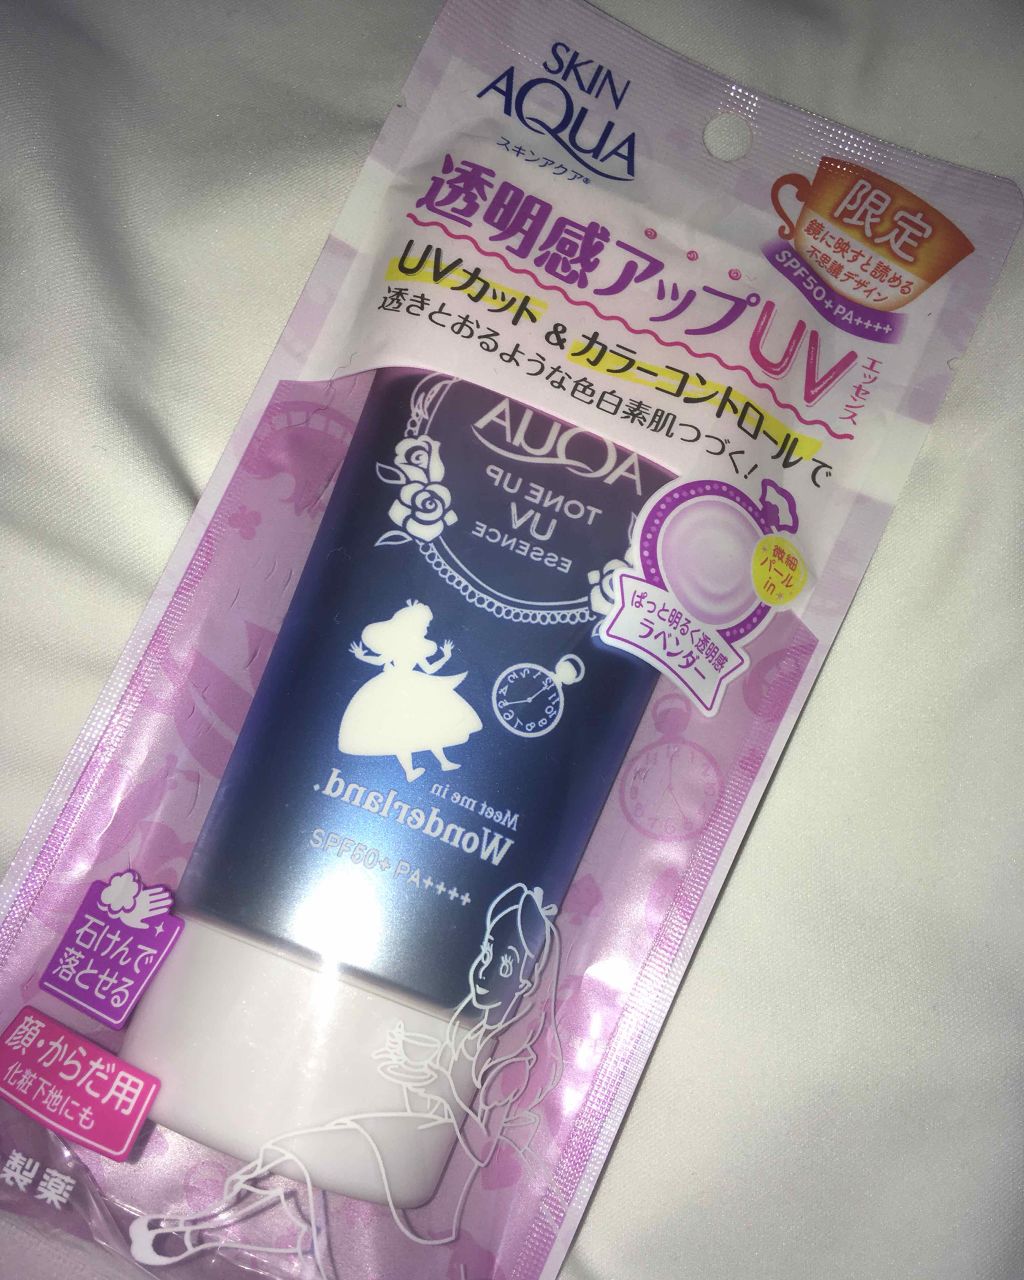 SKIN
AQUA
スキンアクア®
透明感アップUV
エッセンス
UVカット&カラーコントロールで
透きとおるような色白素肌つづく!
限定
鏡に映すと読める
不思議デザイン
SPF50+PA++++
微細
パール
in
ぱっと明るく透明感
ラベンダー
AQUA
TONE UP
UV
ESSENCE
Meet me in
Wonderland.
SPF50+ PA++++
石けんで
落とせる
顔・からだ用
化粧下地にも
製薬